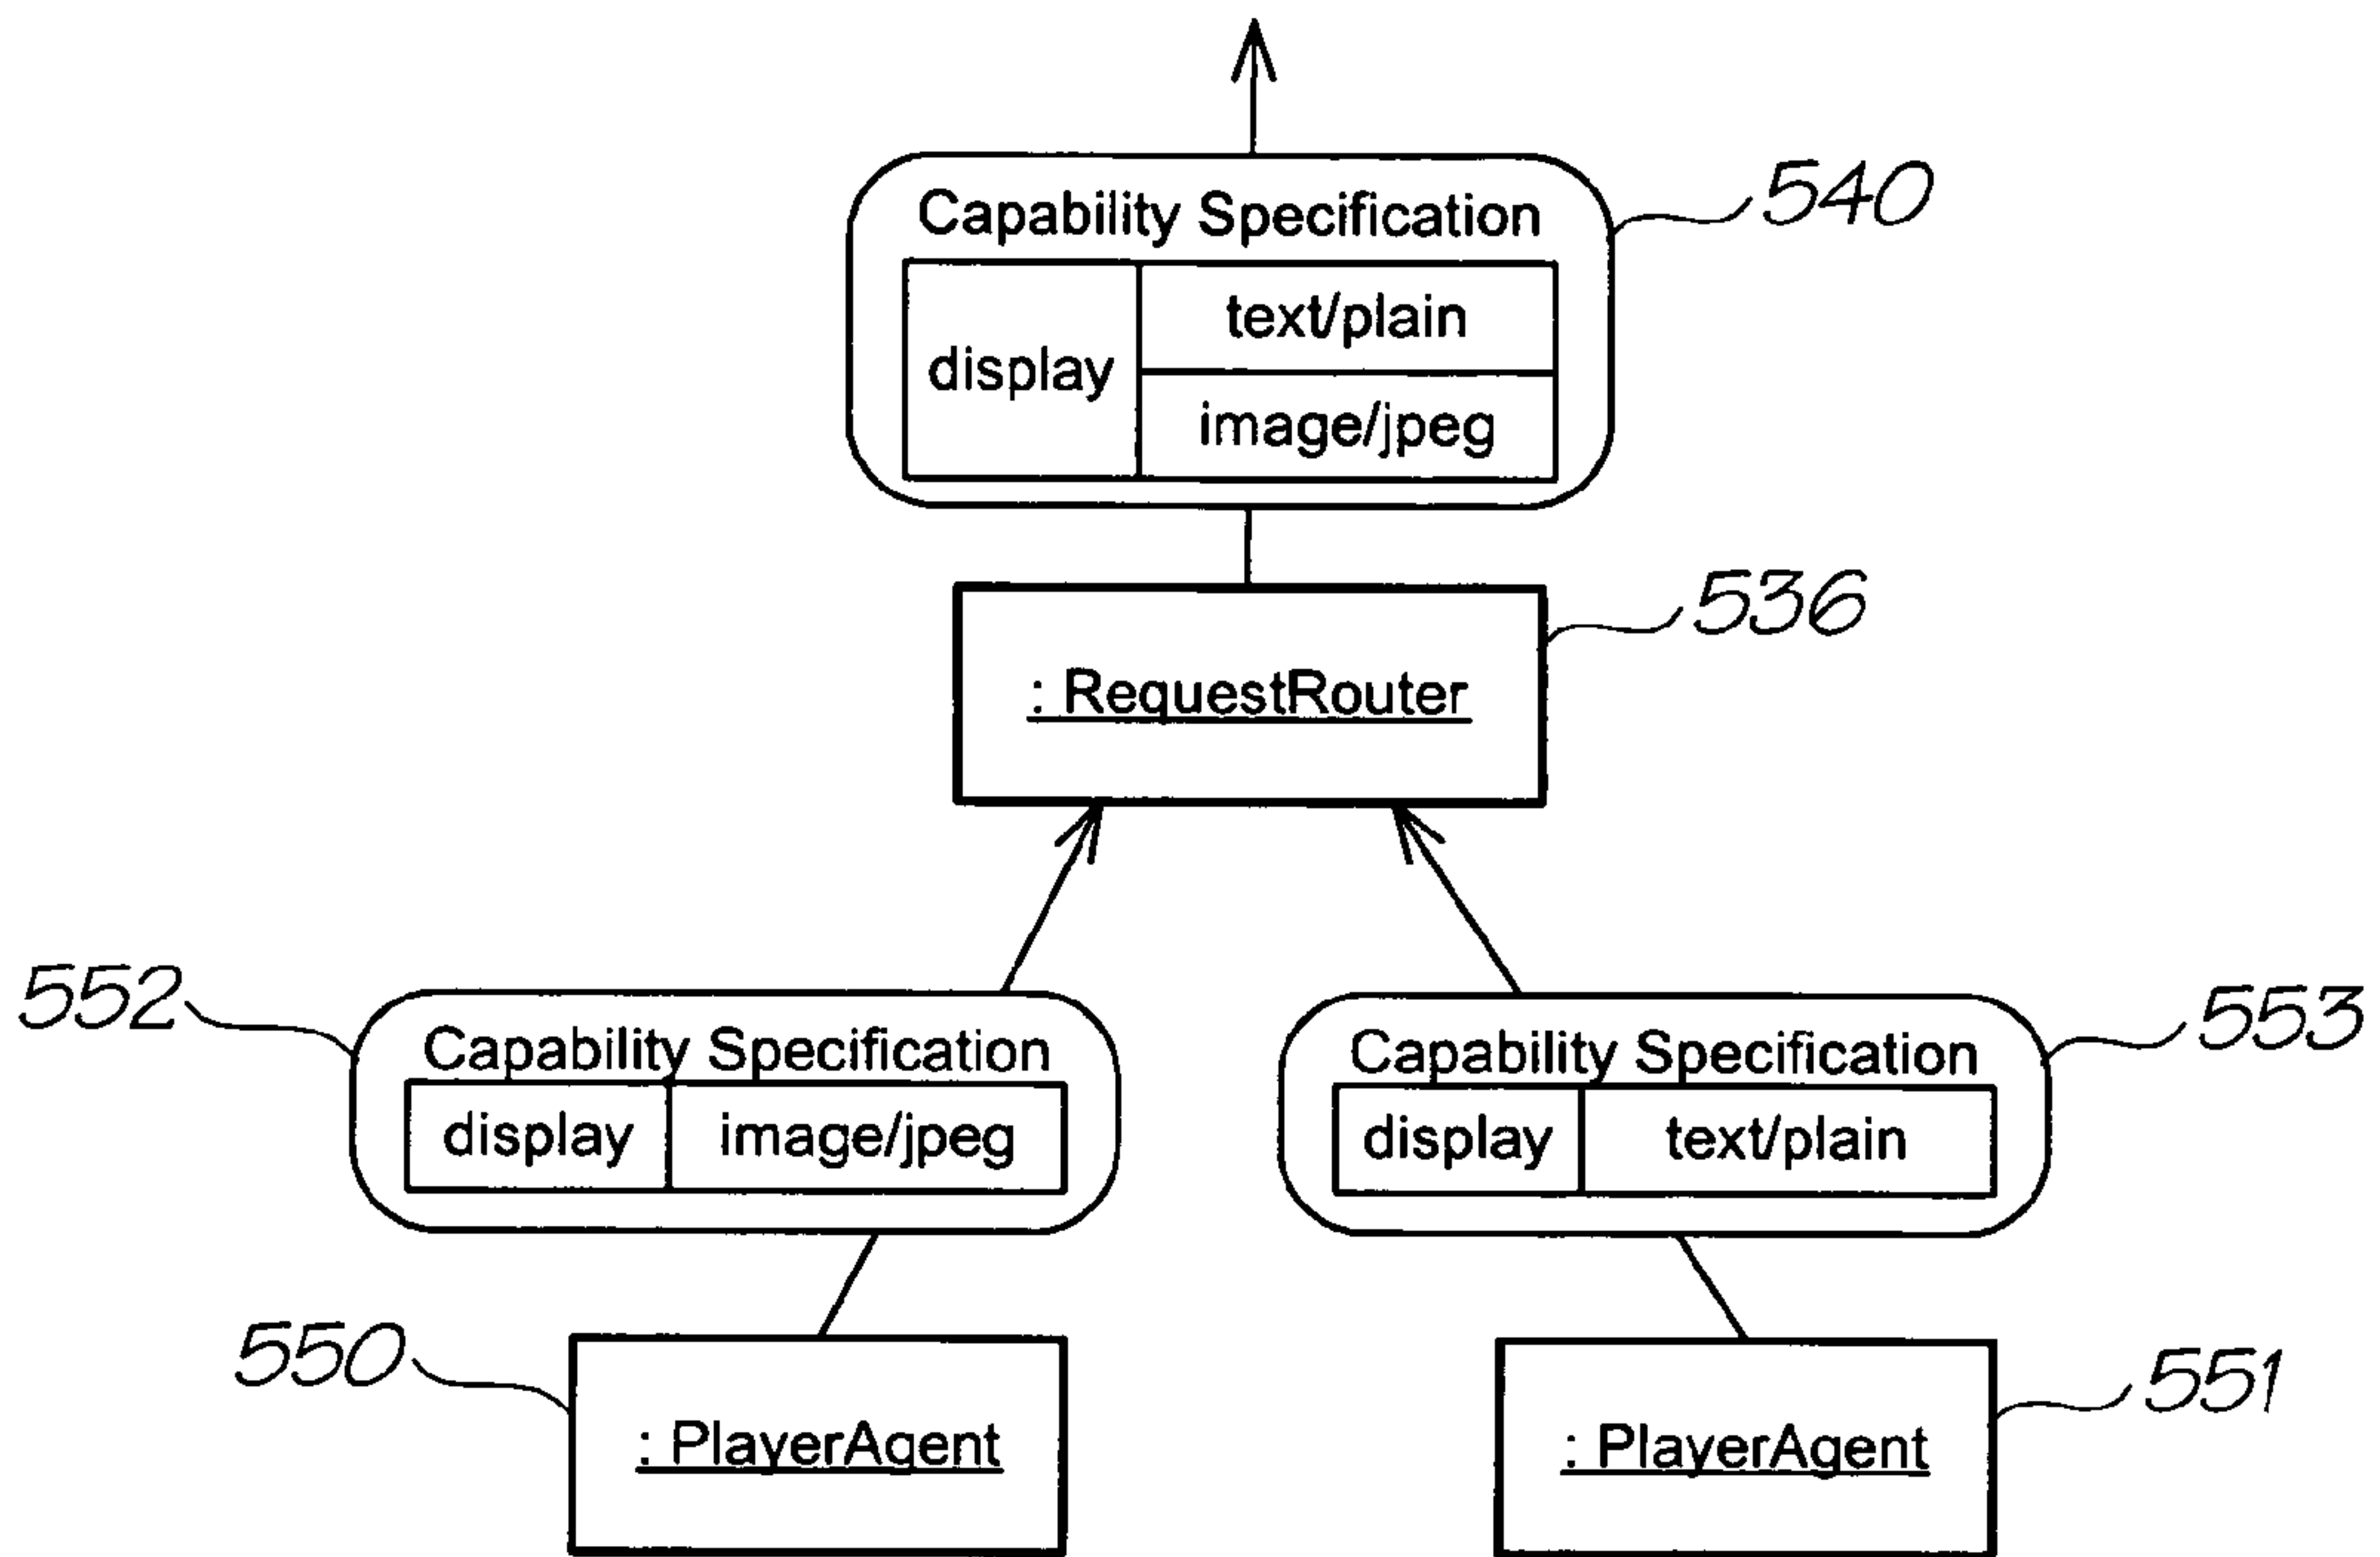 Capability Specification
540
display
text/plain
image/jpeg
536
: RequestRouter
552
Capability Specification
display
image/jpeg
553
Capability Specification
display
text/plain
550
: PlayerAgent
551
: PlayerAgent